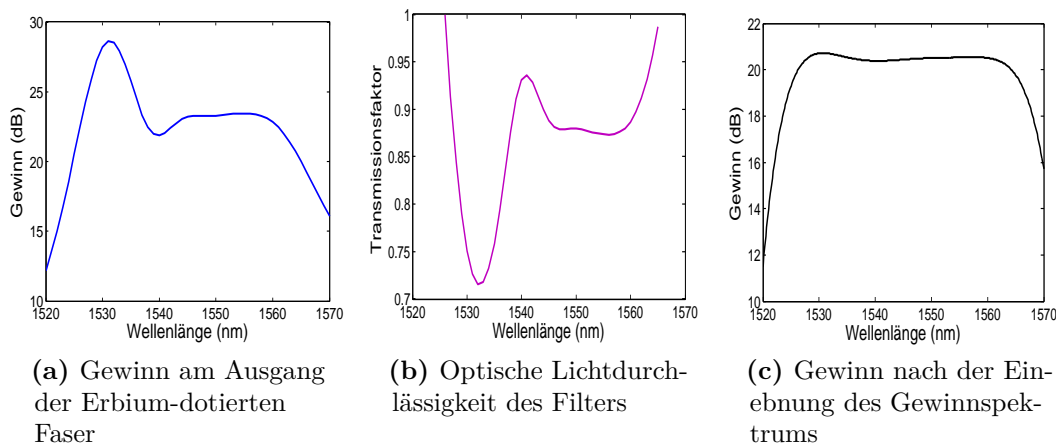 30
25
20
15
10
1520
1530
1540
1550
1560
1570
Gewinn (dB)
Wellenlänge (nm)
(a) Gewinn am Ausgang
der Erbium-dotierten
Faser
1
0.95
0.9
0.85
0.8
0.75
0.7
1520
1530
1540
1550
1560
1570
Transmissionsfaktor
Wellenlänge (nm)
(b) Optische Lichtdurch-
lässigkeit des Filters
22
20
18
16
14
12
10
1520
1530
1540
1550
1560
1570
Gewinn (dB)
Wellenlänge (nm)
(c) Gewinn nach der Ein-
ebnung des Gewinnspek-
trums